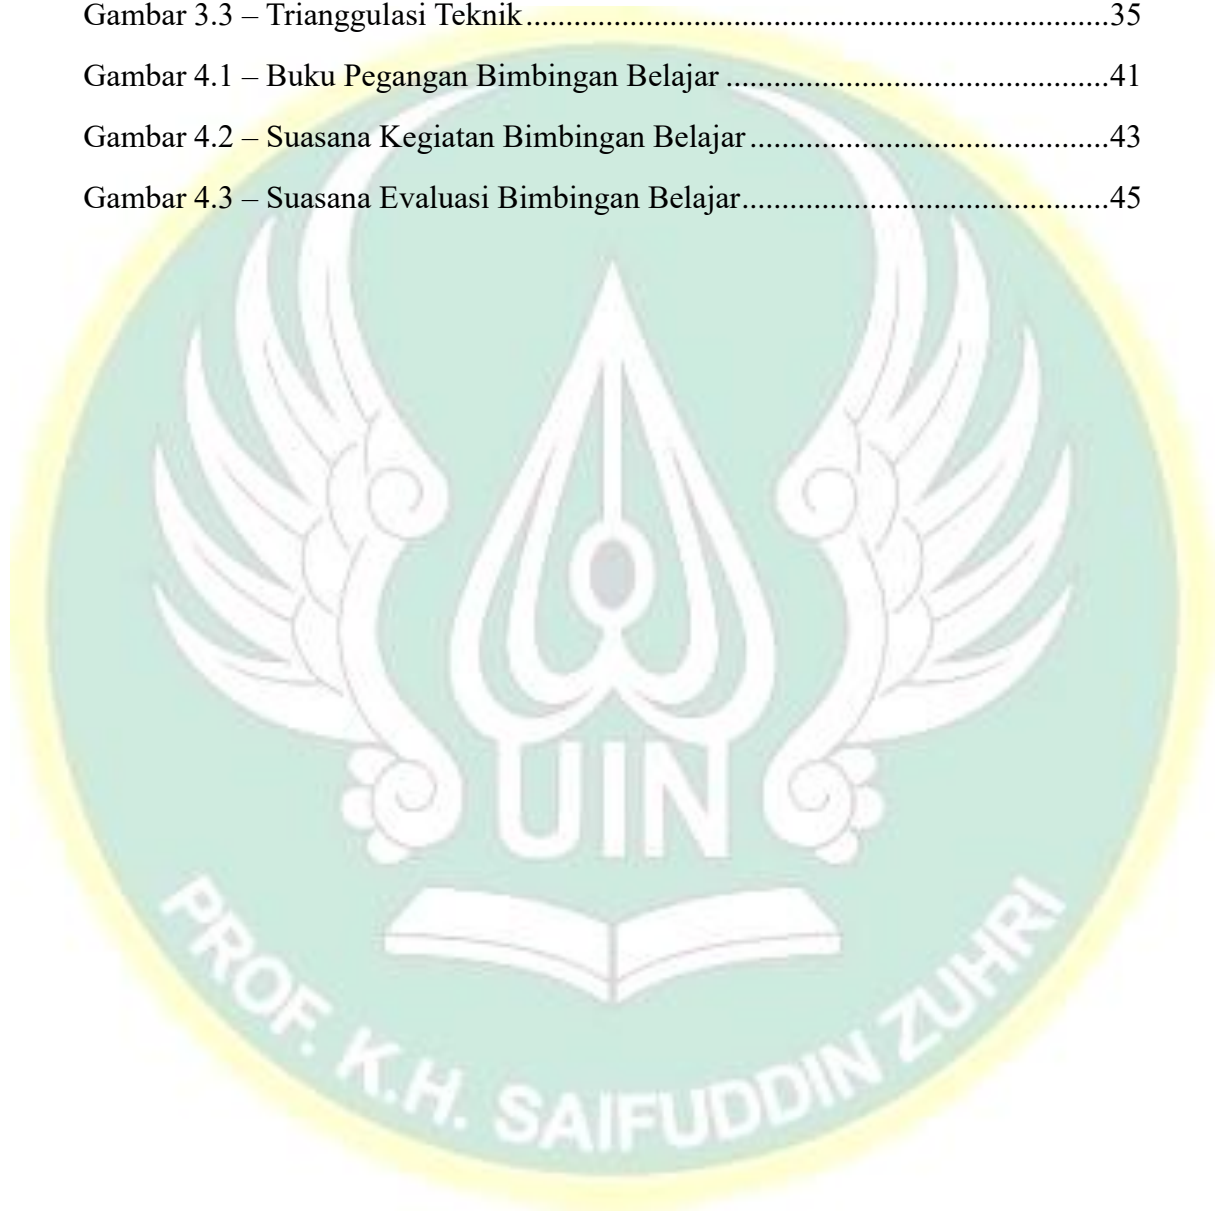 Gambar 3.3 – Trianggulasi Teknik..........................................................................35
Gambar 4.1 – Buku Pegangan Bimbingan Belajar ................................................41
Gambar 4.2 – Suasana Kegiatan Bimbingan Belajar.............................................43
Gambar 4.3 – Suasana Evaluasi Bimbingan Belajar..............................................45
UIN
PROF. K.H. SAIFUDDIN ZUHRI